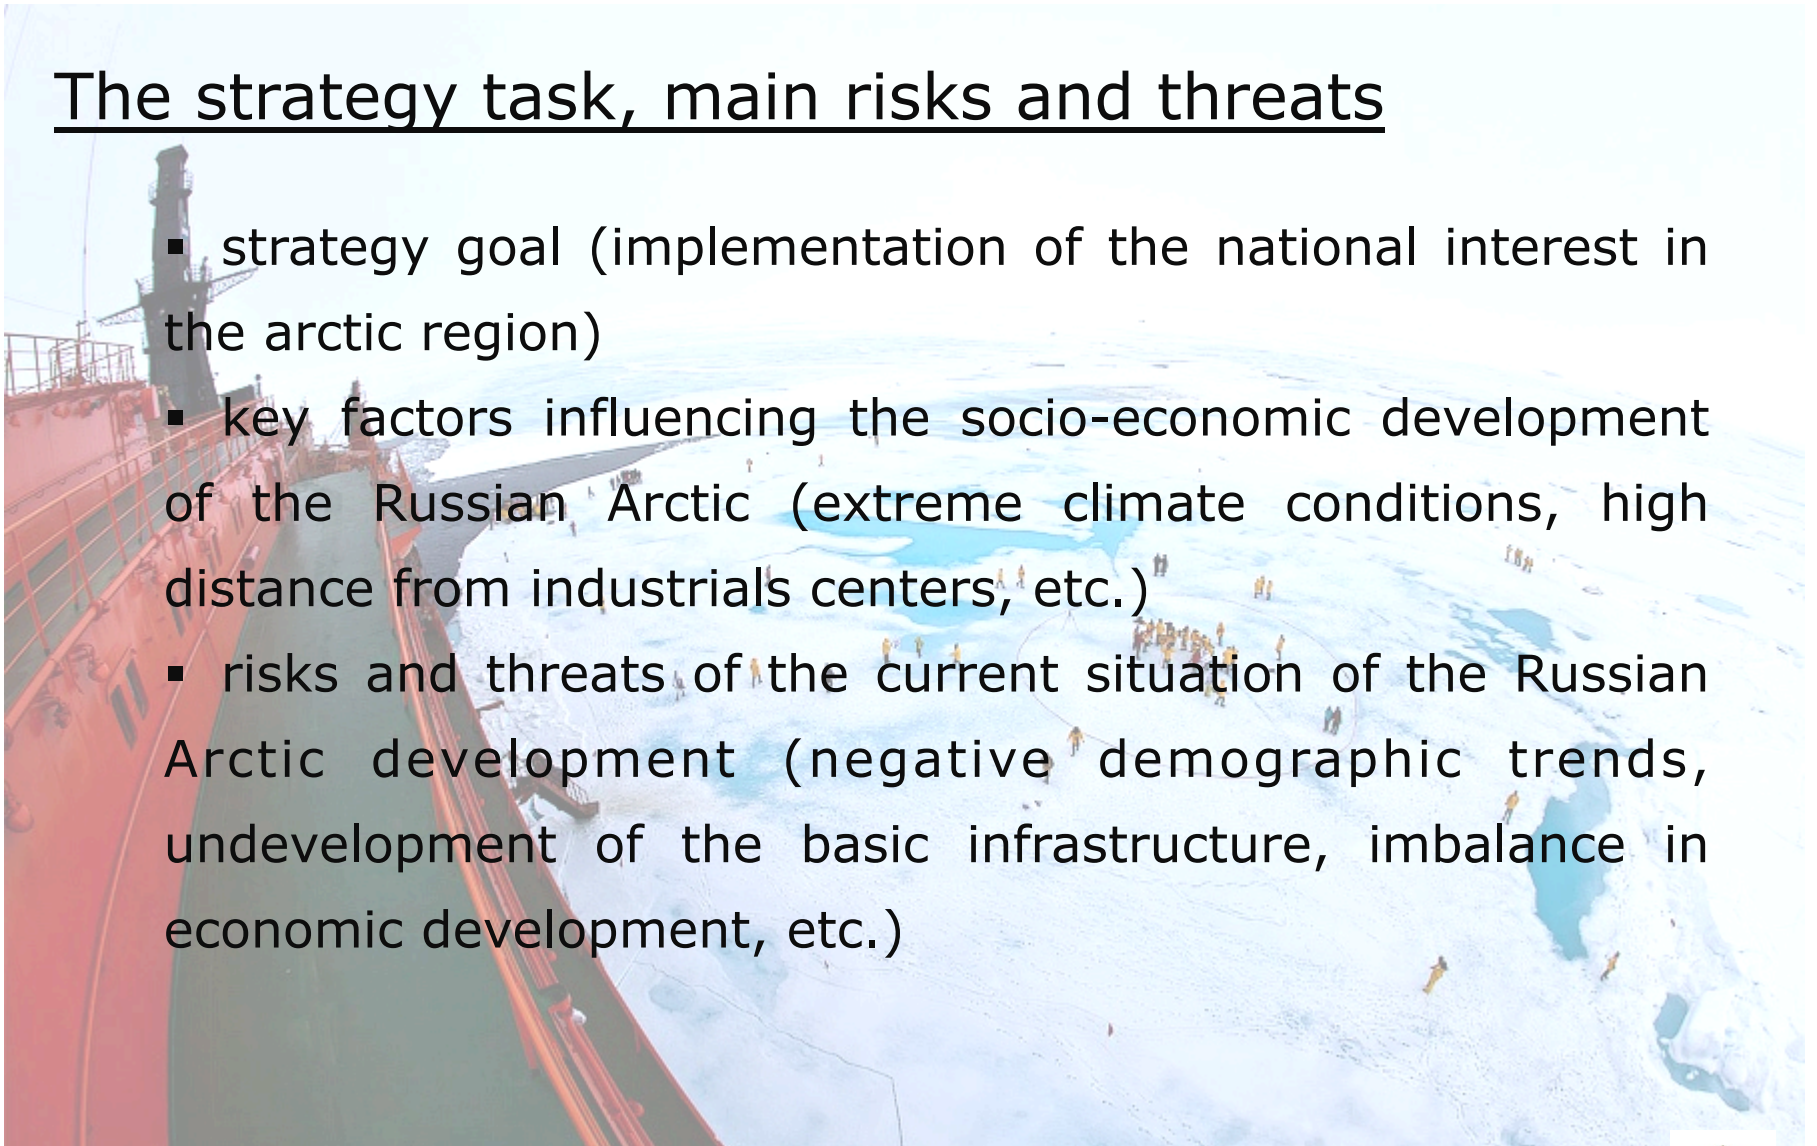 The strategy task, main risks and threats
▪ strategy goal (implementation of the national interest in
the arctic region)
▪ key factors influencing the socio-economic development
of the Russian Arctic (extreme climate conditions, high
distance from industrials centers, etc.)
▪ risks and threats of the current situation of the Russian
Arctic development (negative demographic trends,
undevelopment of the basic infrastructure, imbalance in
economic development, etc.)